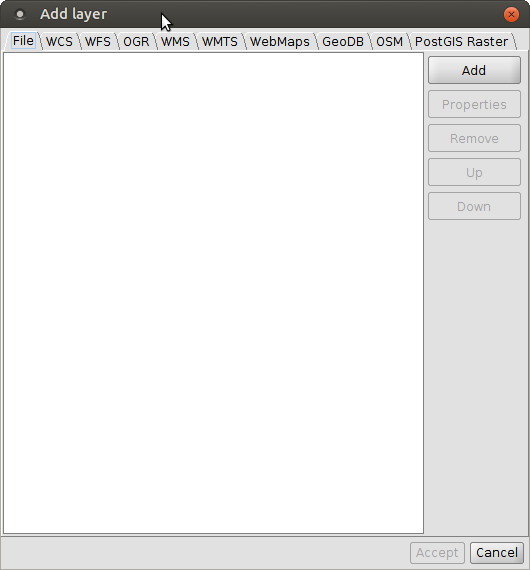 Add layer
File WCS WFS OGR WMS WMTS WebMaps GeoDB OSM PostGIS Raster
Add
Properties
Remove
Up
Down
Accept Cancel